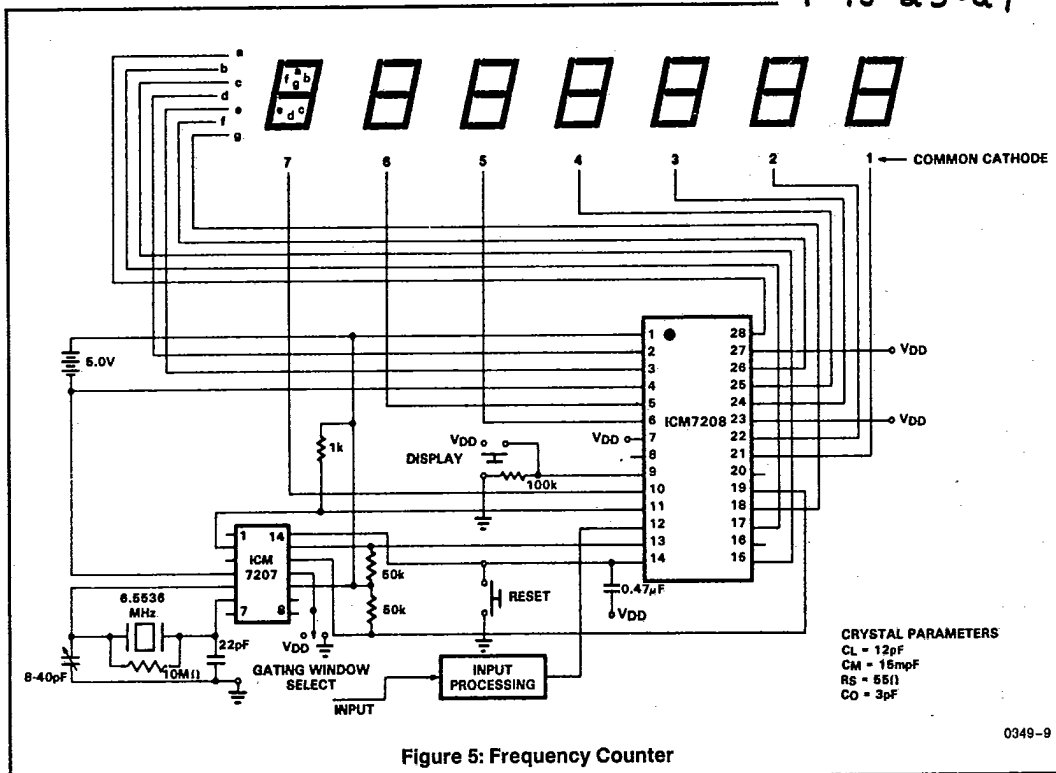 a
b
c
d
e
f
g
a
f b
g
e c
d
7 6 5 4 3 2 1 ← COMMON CATHODE
5.0V
1 28
2 27 VDD
3 26
4 25
5 24
6 ICM7208 23 VDD
VDD 7 22
8 21
DISPLAY VDD
9 20
100k
10 19
11 18
12 17
13 16
14 15
1k
1 14
ICM
7207
7 8
50k
50k
RESET
0.47μF
VDD
6.5536
MHz
22pF
10MΩ
8-40pF
VDD
GATING WINDOW
SELECT
INPUT
PROCESSING
INPUT
CRYSTAL PARAMETERS
CL = 12pF
CM = 15mpF
RS = 55Ω
CO = 3pF
0349-9
Figure 5: Frequency Counter